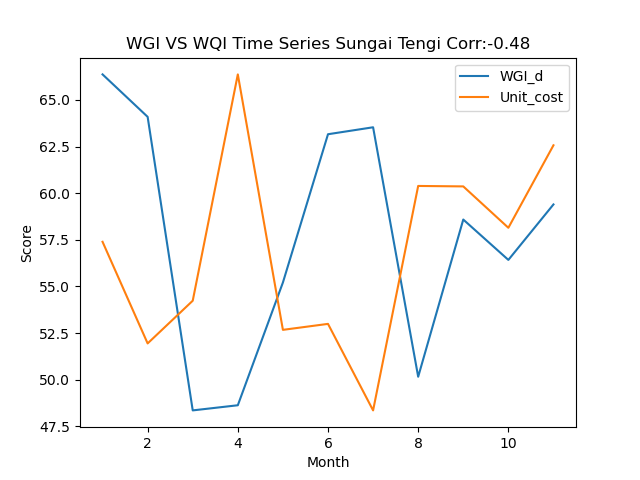 WGI VS WQI Time Series Sungai Tengi Corr:-0.48
WGI_d
Unit_cost
65.0
62.5
60.0
57.5
55.0
52.5
50.0
47.5
Score
2 4 6 8 10
Month